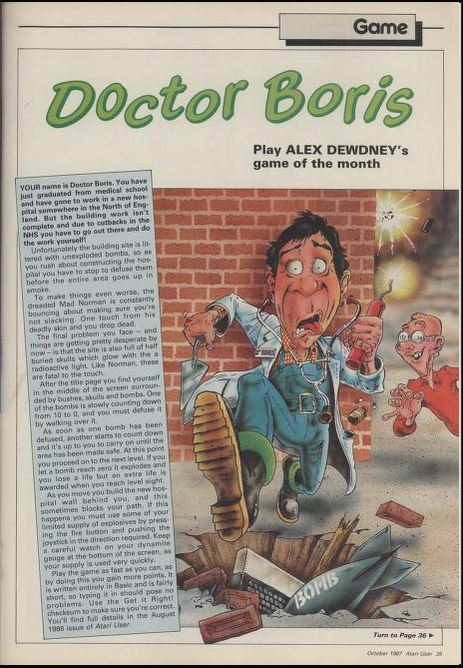 Game
Doctor Boris
Play ALEX DEWDNEY's
game of the month
YOUR name is Doctor Boris. You have
just graduated from medical school
and have gone to work in a new hos-
pital somewhere in the North of Eng-
land. But the building work isn't
complete and due to cutbacks in the
NHS you have to go out there and do
the work yourself!
Unfortunately the building site is lit-
tered with unexploded bombs, so as
you rush about constructing the hos-
pital you have to stop to defuse them
before the entire area goes up in
smoke.
To make things even worse, the
dreaded Mad Norman is constantly
bouncing about making sure you're
not slacking. One touch from his
deadly skin and you drop dead.
The final problem you face – and
things are getting pretty desperate by
now – is that the site is also full of half
buried skulls which glow with the a
radioactive light. Like Norman, these
are fatal to the touch.
After the title page you find yourself
in the middle of the screen surroun-
ded by bushes, skulls and bombs. One
of the bombs is slowly counting down
from 10 to 0, and you must defuse it
by walking over it.
As soon as one bomb has been
defused, another starts to count down
and it's up to you to carry on until the
area has been made safe. At this point
you proceed on to the next level. If you
let a bomb reach zero it explodes and
you lose a life but an extra life is
awarded when you reach level eight.
As you move you build the new hos-
pital wall behind you, and this
sometimes blocks your path. If this
happens you must use some of your
limited supply of explosives by press-
ing the fire button and pushing the
joystick in the direction required. Keep
a careful watch on your dynamite
gauge at the bottom of the screen, as
your supply is used very quickly.
Play the game as fast as you can, as
by doing this you gain more points. It
is written entirely in Basic and is fairly
short, so typing it in should pose no
problems. Use the Get it Right!
checksum to make sure you're correct.
You'll find full details in the August
1986 issue of Atari User.
BOMB
Turn to Page 36 ►
October 1987 Atari User 35